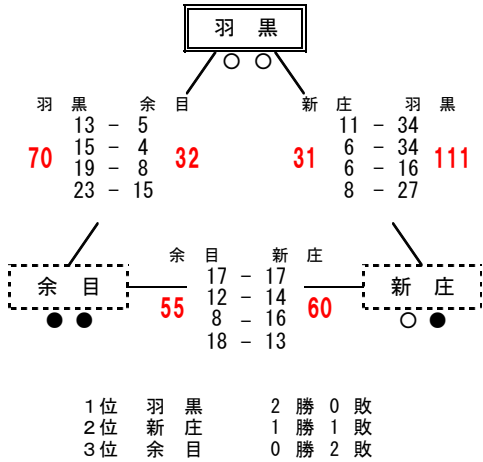 羽 黒
○ ○
羽 黒 余 目
13 - 5
70 15 - 4 32
19 - 8
23 - 15
新 庄 羽 黒
11 - 34
31 6 - 34 111
6 - 16
8 - 27
余 目 新 庄
17 - 17
55 12 - 14 60
8 - 16
18 - 13
余 目
● ●
新 庄
○ ●
1位 羽 黒 2 勝 0 敗
2位 新 庄 1 勝 1 敗
3位 余 目 0 勝 2 敗